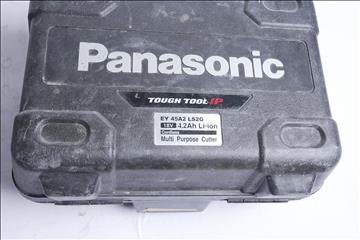 Panasonic
TOUGH TOOL IP
EY 45A2 LS2G
18V 4.2Ah Li-ion
Cordless
Multi Purpose Cutter